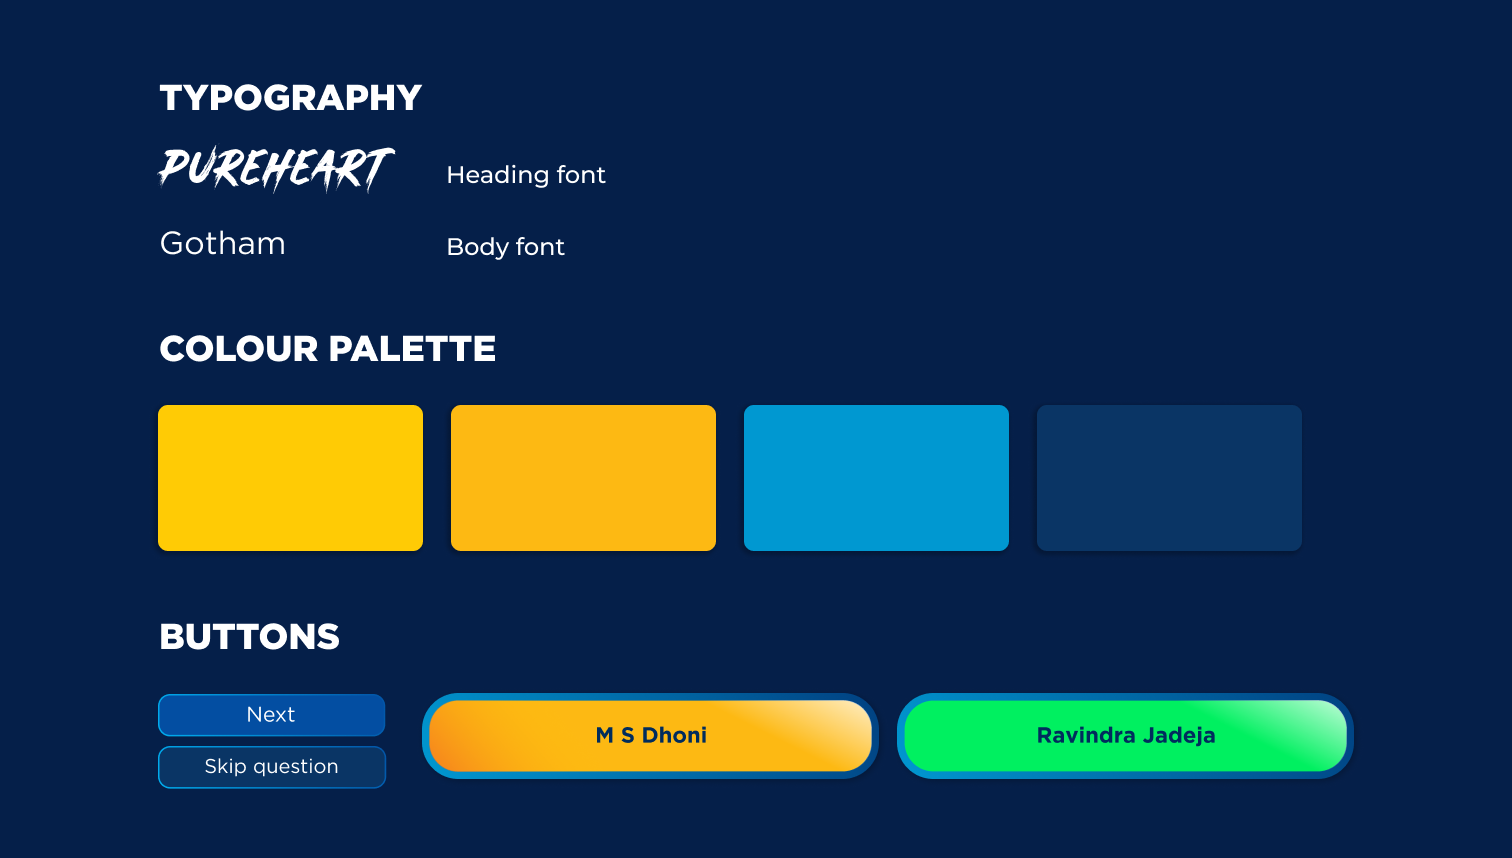 TYPOGRAPHY
PUREHEART
Heading font
Gotham
Body font
COLOUR PALETTE
BUTTONS
Next
Skip question
M S Dhoni
Ravindra Jadeja